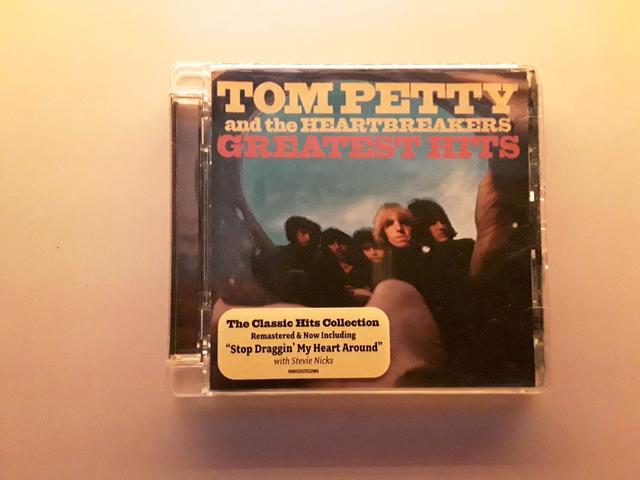 TOM PETTY
and the HEARTBREAKERS
GREATEST HITS
The Classic Hits Collection
Remastered & Now Including
"Stop Draggin' My Heart Around"
with Stevie Nicks